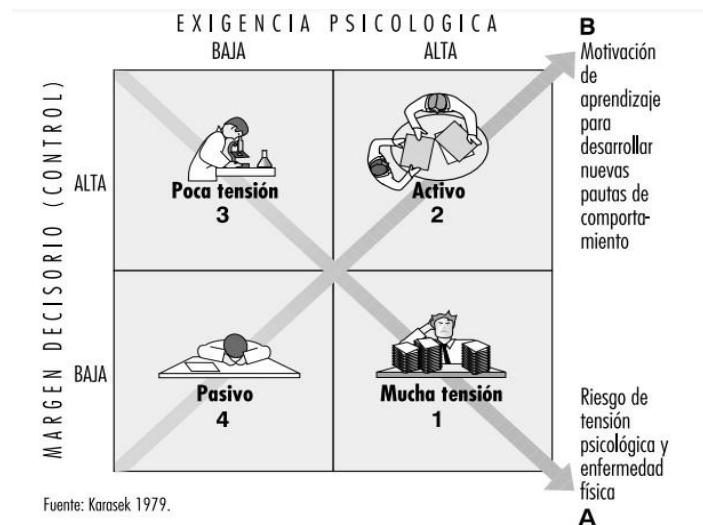 EXIGENCIA PSICOLOGICA
BAJA
ALTA
B
Motivación
de
aprendizaje
para
desarrollar
nuevas
pautas de
comporta-
miento
MARGEN DECISORIO (CONTROL)
ALTA
Poca tensión
3
Activo
2
BAJA
Pasivo
4
Mucha tensión
1
Riesgo de
tensión
psicológica y
enfermedad
física
A
Fuente: Karasek 1979.